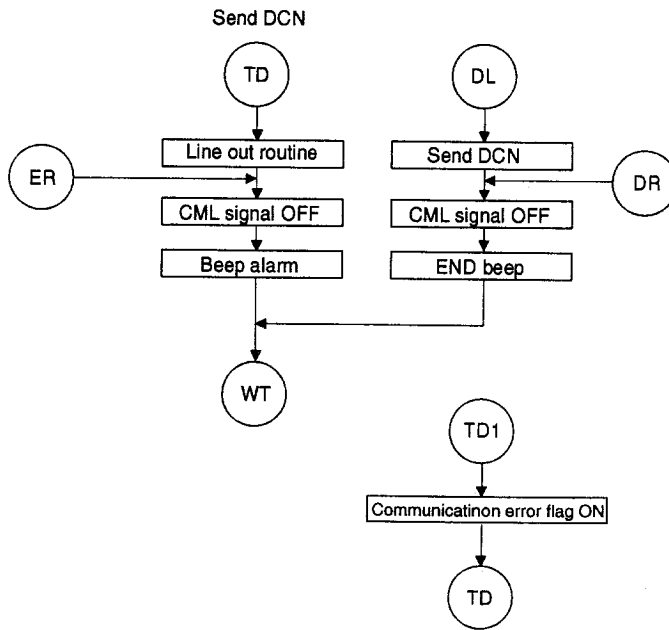 Send DCN
TD
DL
Line out routine
Send DCN
ER
DR
CML signal OFF
CML signal OFF
Beep alarm
END beep
WT
TD1
Communicatinon error flag ON
TD